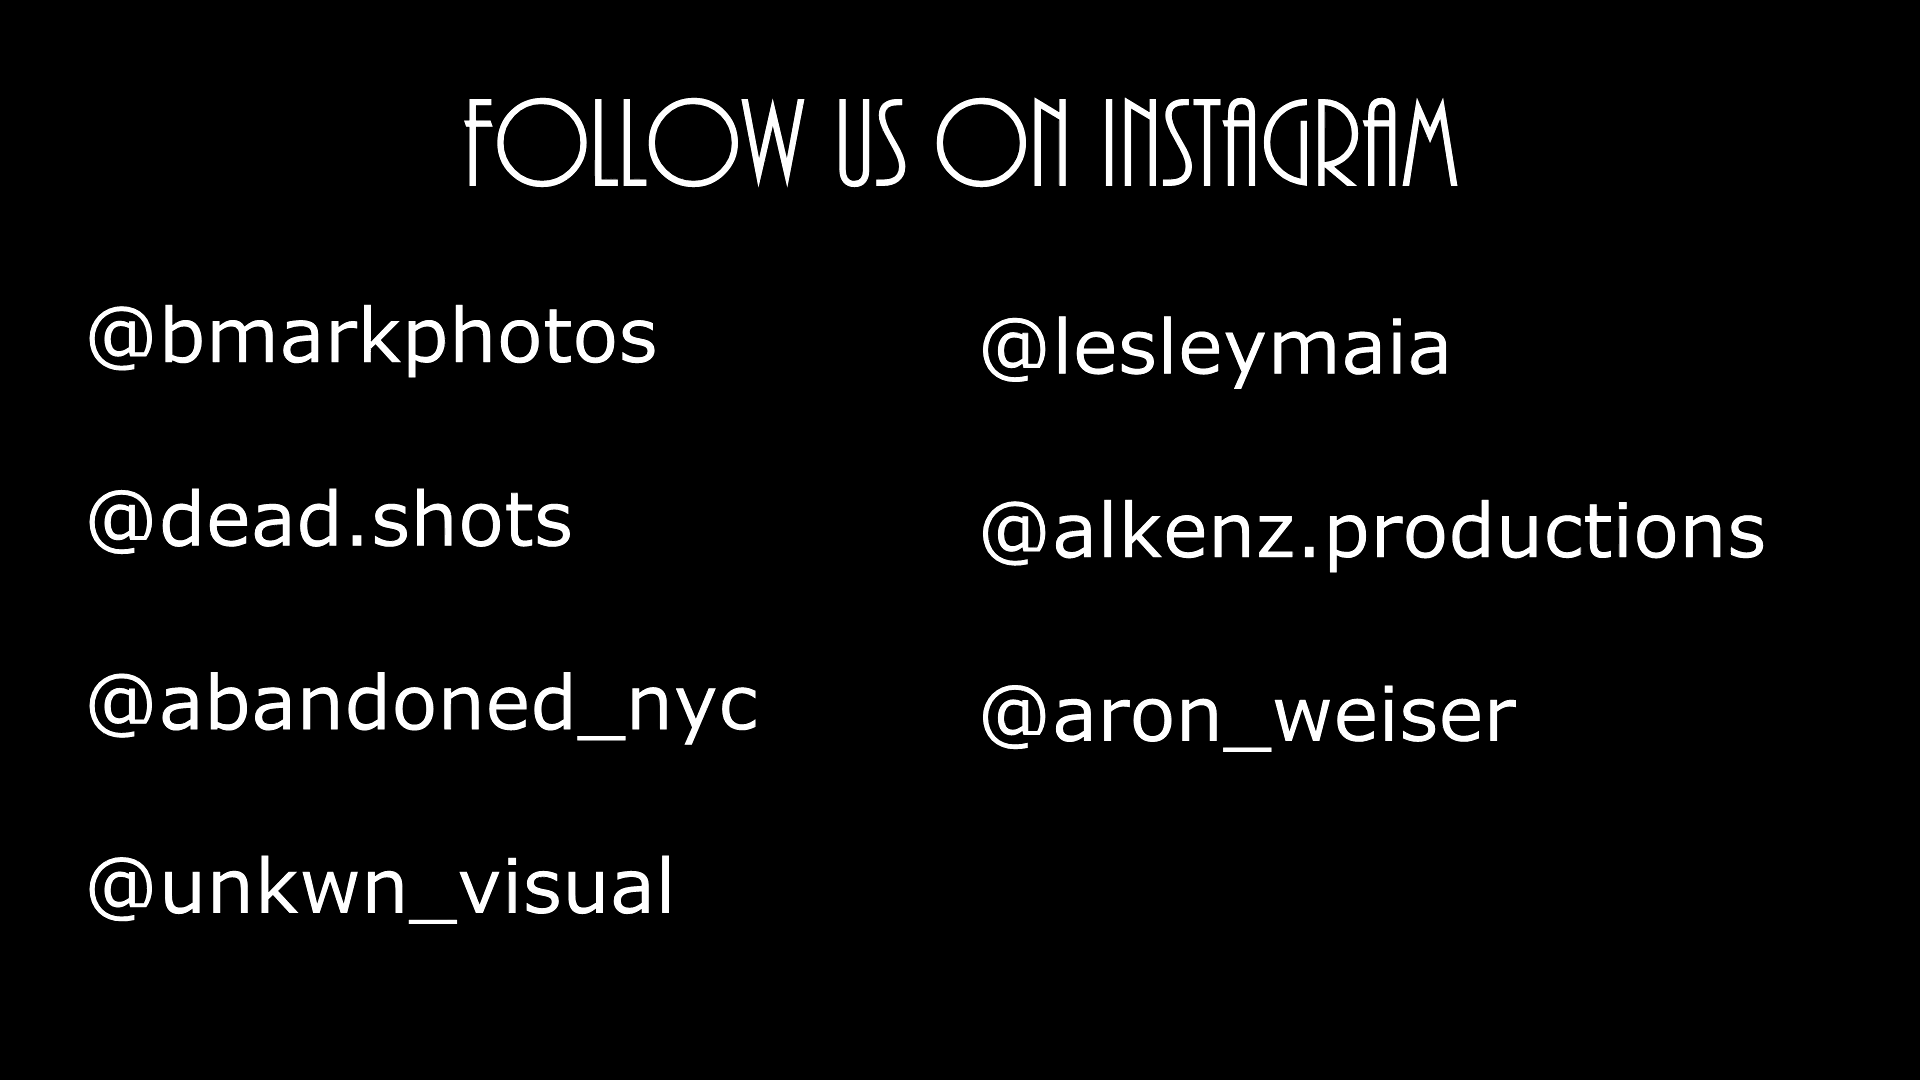 FOLLOW US ON INSTAGRAM
@bmarkphotos
@dead.shots
@abandoned_nyc
@unkwn_visual
@lesleymaia
@alkenz.productions
@aron_weiser